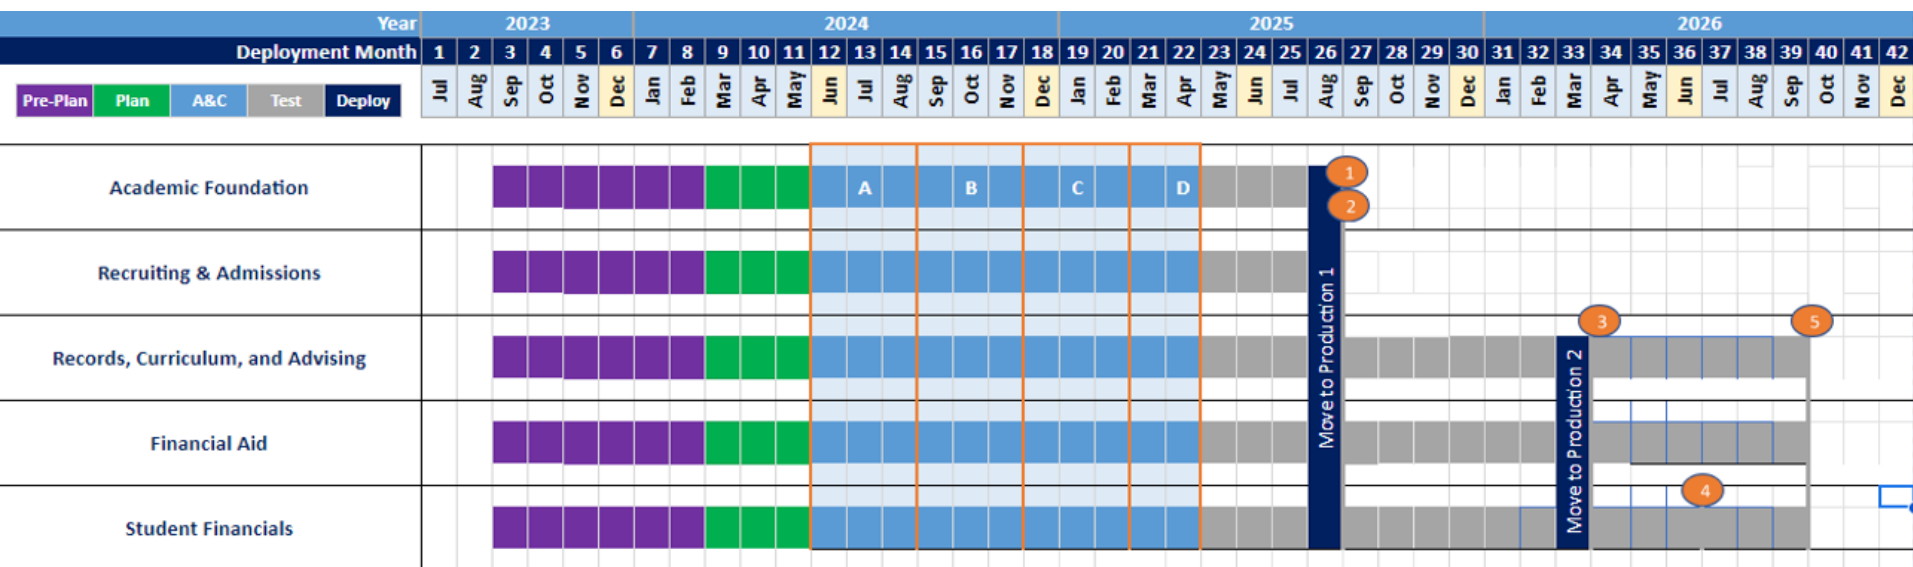 Year 2023 2024 2025 2026
Deployment Month 1 2 3 4 5 6 7 8 9 10 11 12 13 14 15 16 17 18 19 20 21 22 23 24 25 26 27 28 29 30 31 32 33 34 35 36 37 38 39 40 41 42
Pre-Plan Plan A&C Test Deploy
Jul Aug Sep Oct Nov Dec Jan Feb Mar Apr May Jun Jul Aug Sep Oct Nov Dec Jan Feb Mar Apr May Jun Jul Aug Sep Oct Nov Dec Jan Feb Mar Apr May Jun Jul Aug Sep Oct Nov Dec
Academic Foundation A B C D 1
2
Recruiting & Admissions
Move to Production 1
3 5
Records, Curriculum, and Advising
Move to Production 2
Financial Aid
4
Student Financials